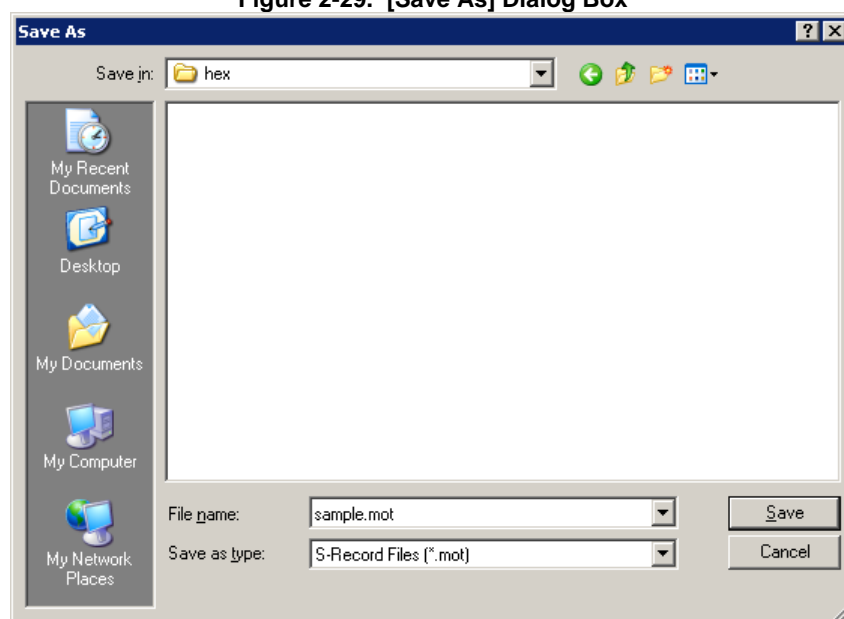 Figure 2-29. [Save As] Dialog Box
Save As
Save in:
hex
My Recent
Documents
Desktop
My Documents
My Computer
My Network
Places
File name:
sample.mot
Save
Save as type:
S-Record Files (*.mot)
Cancel